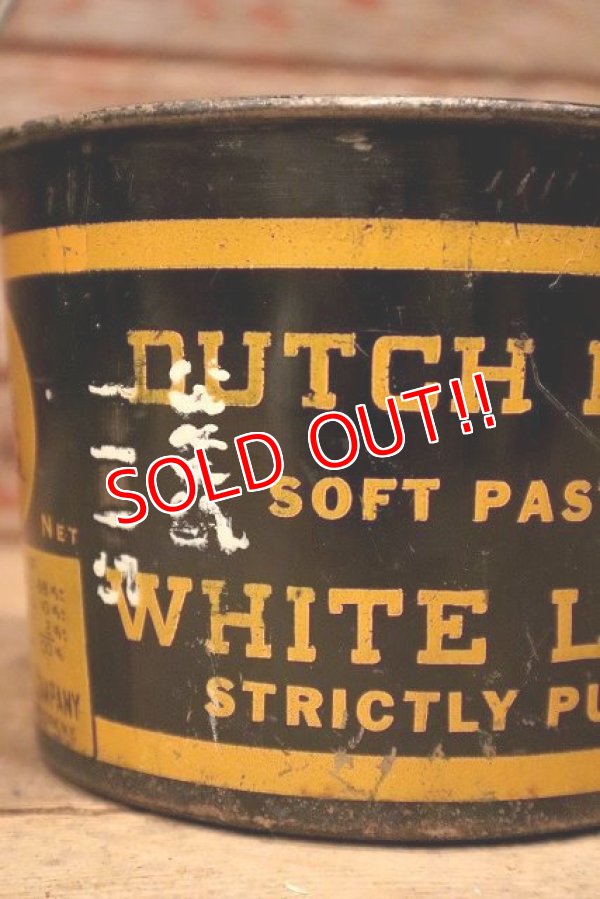 DUTCH
SOLD OUT!!
SOFT PAS
NET
WHITE L
STRICTLY PU